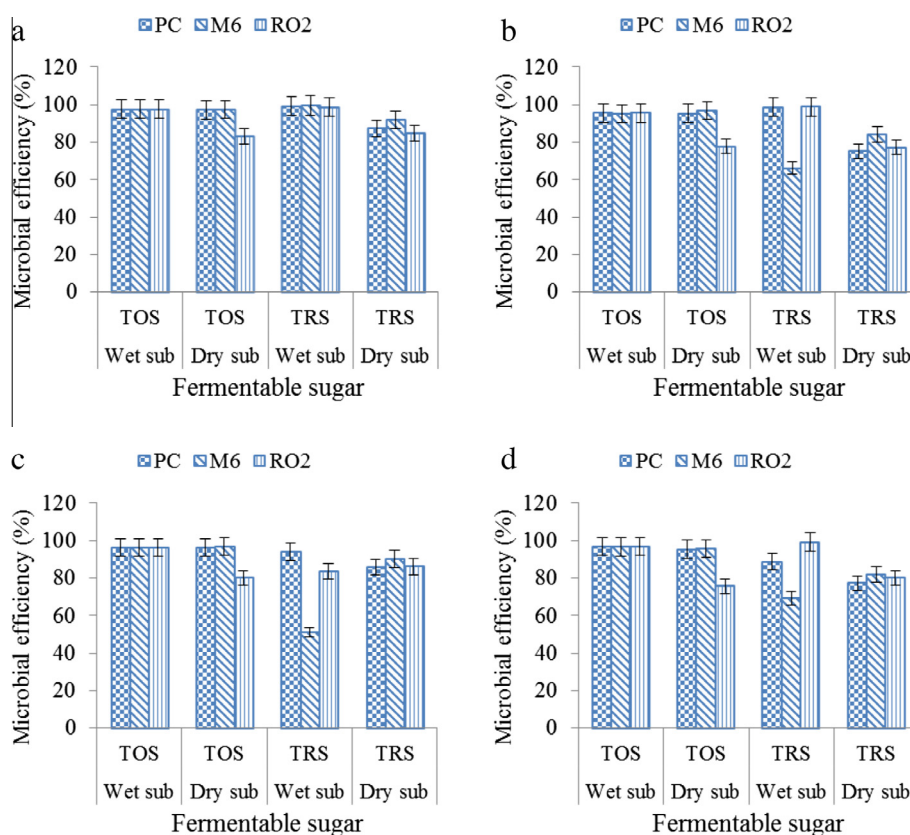 a
PC M6 RO2
Microbial efficiency (%)
120
100
80
60
40
20
0
TOS TOS TRS TRS
Wet sub Dry sub Wet sub Dry sub
Fermentable sugar
b
PC M6 RO2
Microbial efficiency (%)
120
100
80
60
40
20
0
TOS TOS TRS TRS
Wet sub Dry sub Wet sub Dry sub
Fermentable sugar
c
PC M6 RO2
Microbial efficiency (%)
120
100
80
60
40
20
0
TOS TOS TRS TRS
Wet sub Dry sub Wet sub Dry sub
Fermentable sugar
d
PC M6 RO2
Microbial efficiency (%)
120
100
80
60
40
20
0
TOS TOS TRS TRS
Wet sub Dry sub Wet sub Dry sub
Fermentable sugar